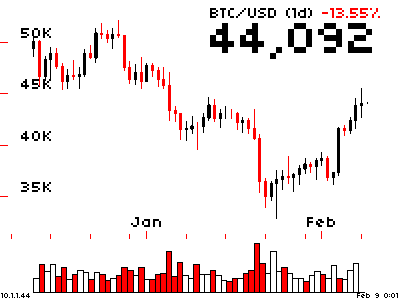 BTC/USD (1d) -13.55%
44,092
50K
45K
40K
35K
Jan Feb
10.1.1.44 Feb 9 0:01